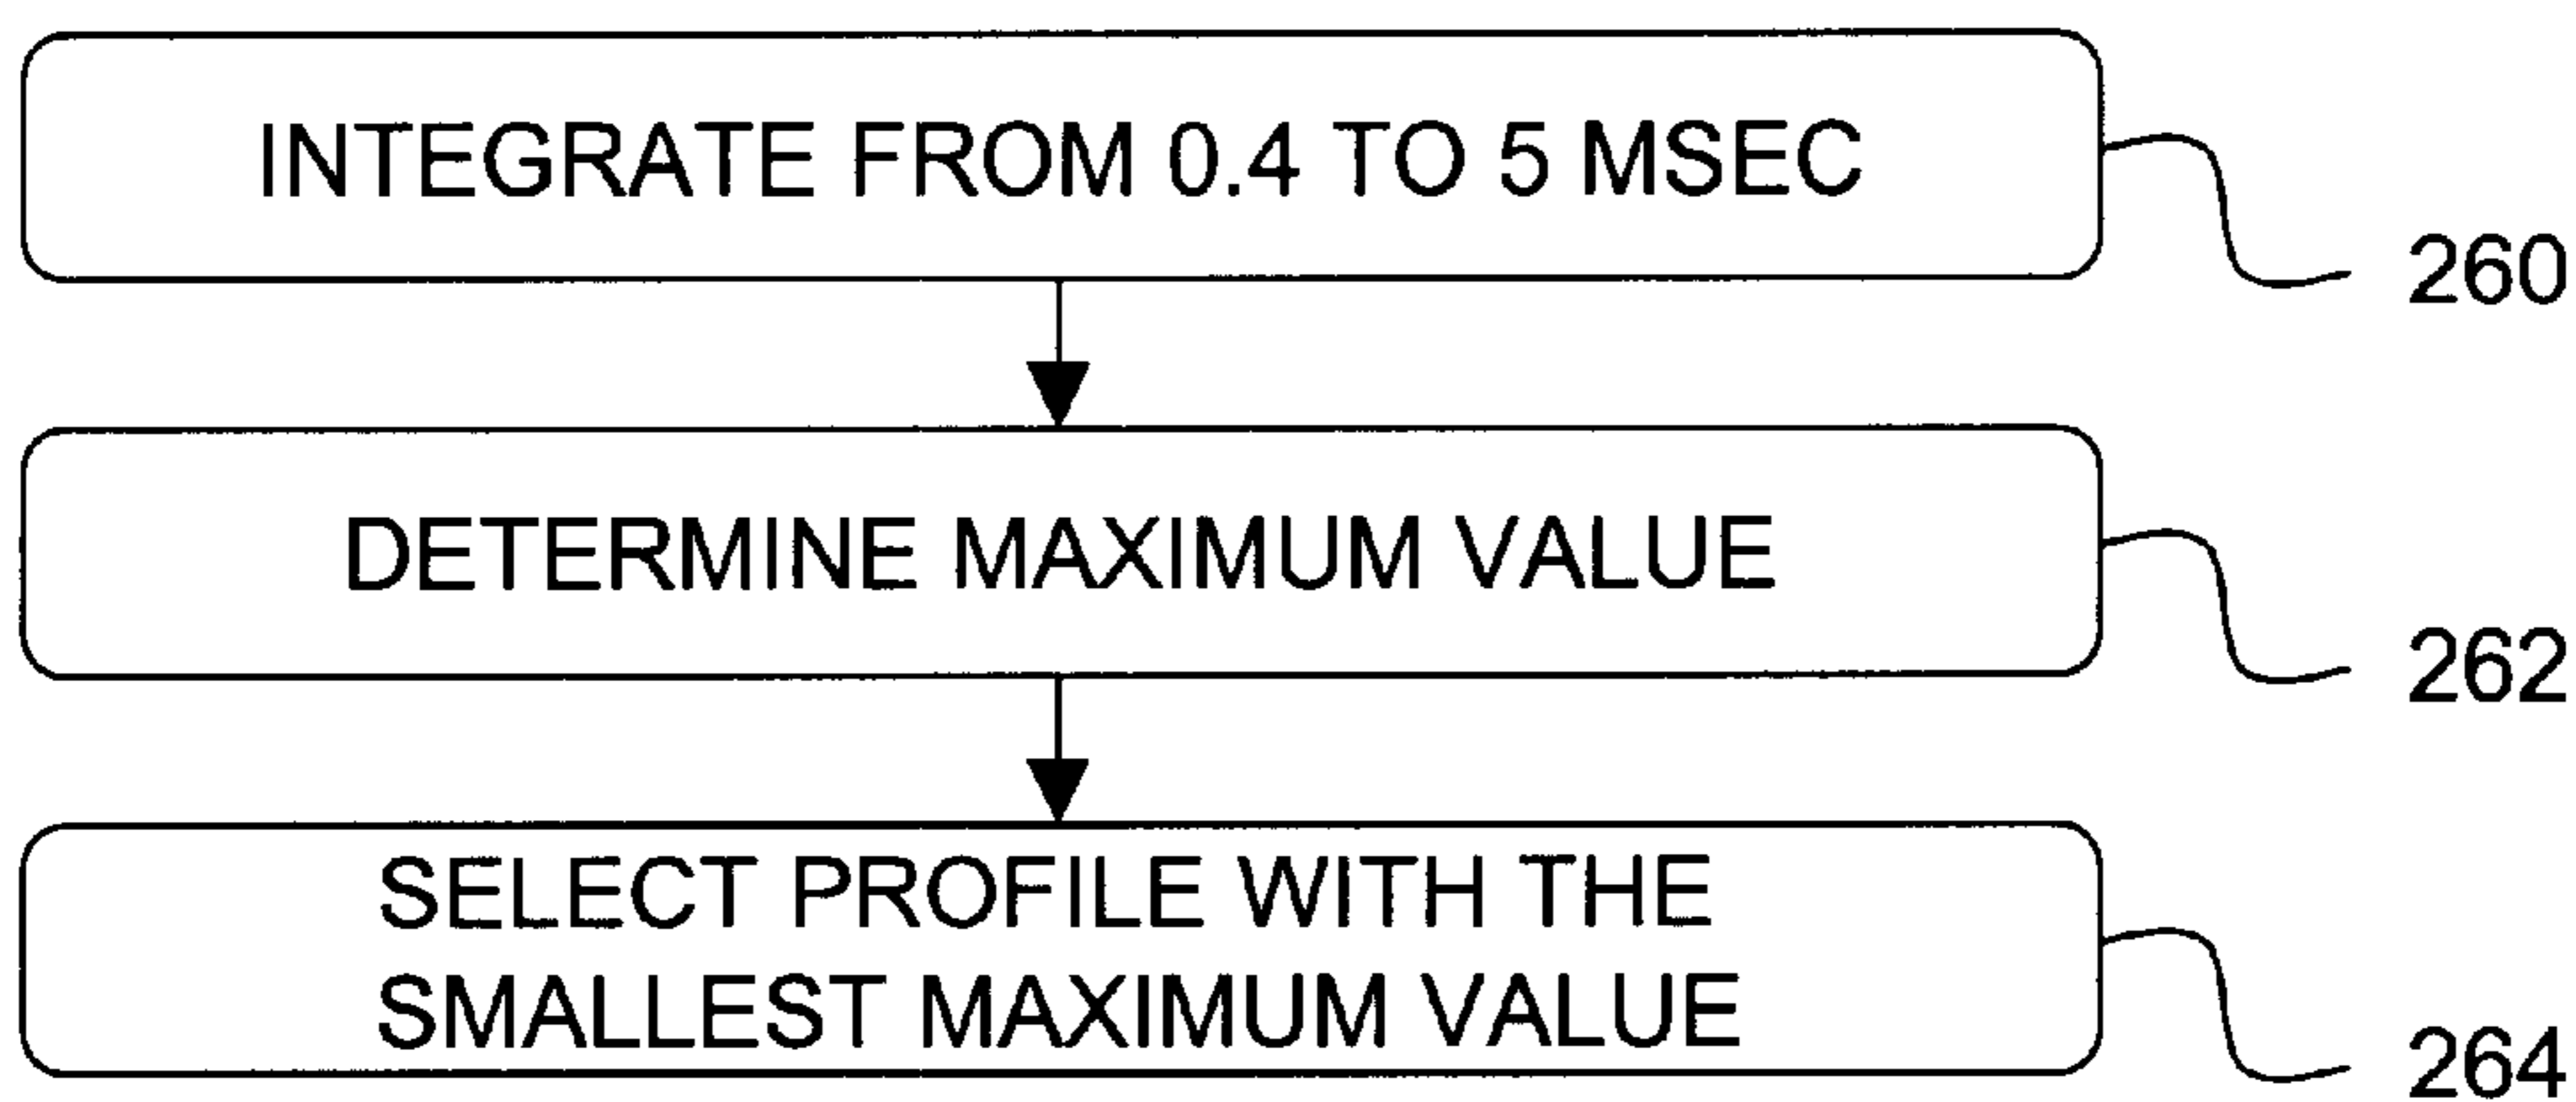 INTEGRATE FROM 0.4 TO 5 MSEC
260
DETERMINE MAXIMUM VALUE
262
SELECT PROFILE WITH THE
SMALLEST MAXIMUM VALUE
264